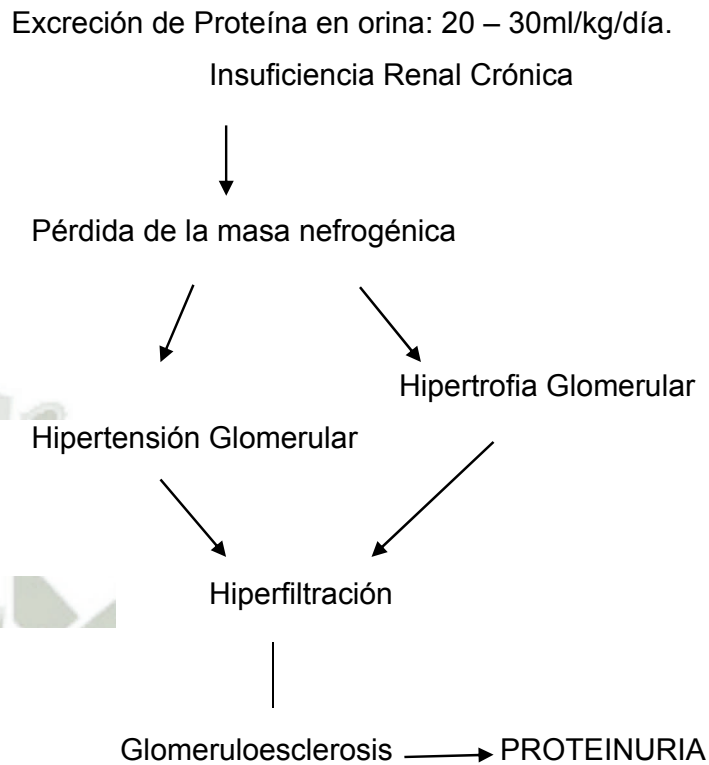 Excreción de Proteína en orina: 20 – 30ml/kg/día.
Insuficiencia Renal Crónica
Pérdida de la masa nefrogénica
Hipertrofia Glomerular
Hipertensión Glomerular
Hiperfiltración
Glomeruloesclerosis PROTEINURIA